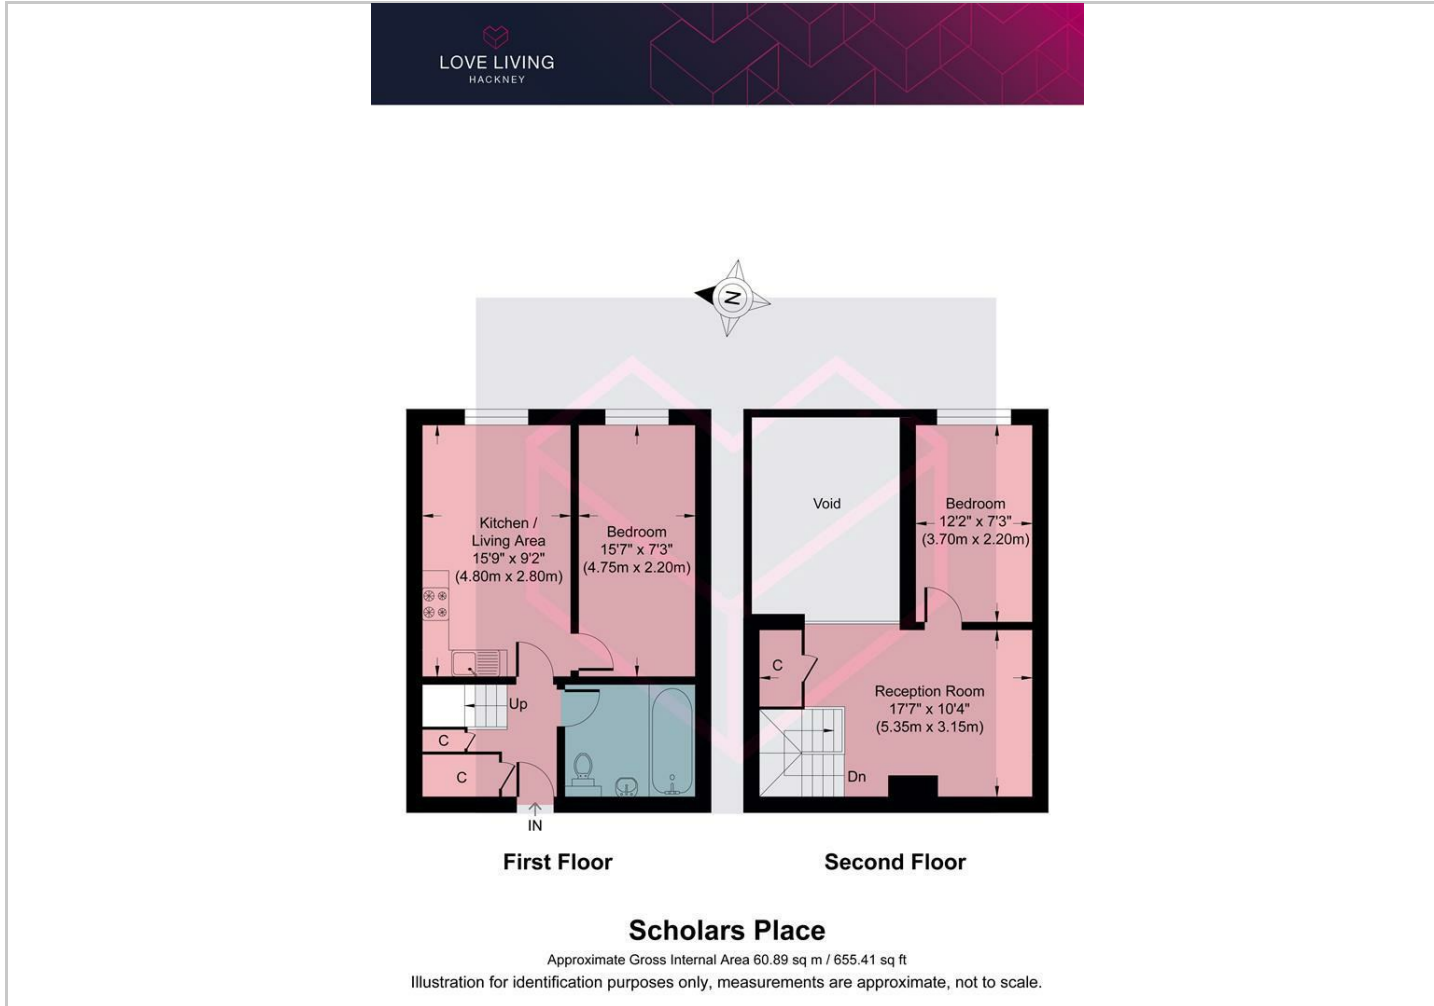 LOVE LIVING
HACKNEY
N
Kitchen /
Living Area
15'9" x 9'2"
(4.80m x 2.80m)
Bedroom
15'7" x 7'3"
(4.75m x 2.20m)
Up
C
C
IN
First Floor
Void
Bedroom
12'2" x 7'3"
(3.70m x 2.20m)
C
Reception Room
17'7" x 10'4"
(5.35m x 3.15m)
Dn
Second Floor
Scholars Place
Approximate Gross Internal Area 60.89 sq m / 655.41 sq ft
Illustration for identification purposes only, measurements are approximate, not to scale.